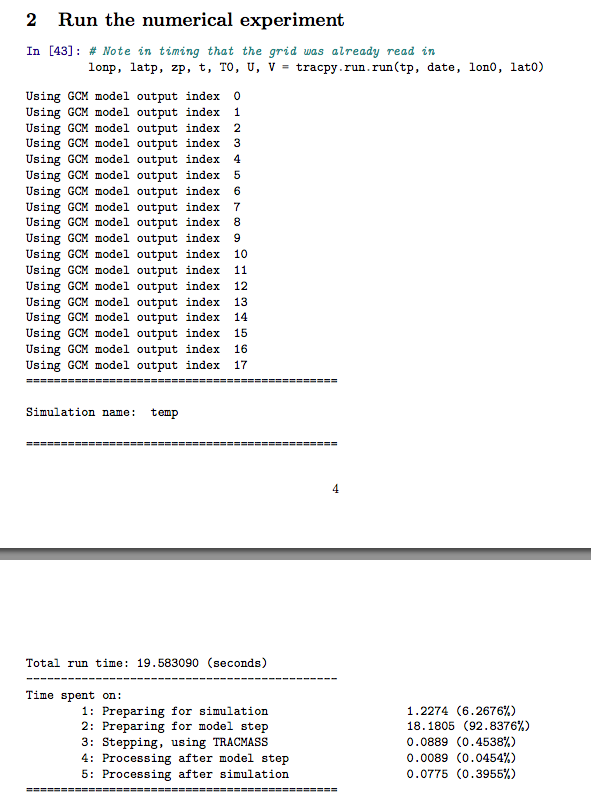 2 Run the numerical experiment
In [43]: # Note in timing that the grid was already read in
lonp, latp, zp, t, T0, U, V = tracpy.run.run(tp, date, lon0, lat0)
Using GCM model output index 0
Using GCM model output index 1
Using GCM model output index 2
Using GCM model output index 3
Using GCM model output index 4
Using GCM model output index 5
Using GCM model output index 6
Using GCM model output index 7
Using GCM model output index 8
Using GCM model output index 9
Using GCM model output index 10
Using GCM model output index 11
Using GCM model output index 12
Using GCM model output index 13
Using GCM model output index 14
Using GCM model output index 15
Using GCM model output index 16
Using GCM model output index 17
=============================================
Simulation name: temp
=============================================
4
Total run time: 19.583090 (seconds)
---------------------------------------------
Time spent on:
1: Preparing for simulation 1.2274 (6.2676%)
2: Preparing for model step 18.1805 (92.8376%)
3: Stepping, using TRACMASS 0.0889 (0.4538%)
4: Processing after model step 0.0089 (0.0454%)
5: Processing after simulation 0.0775 (0.3955%)
=============================================